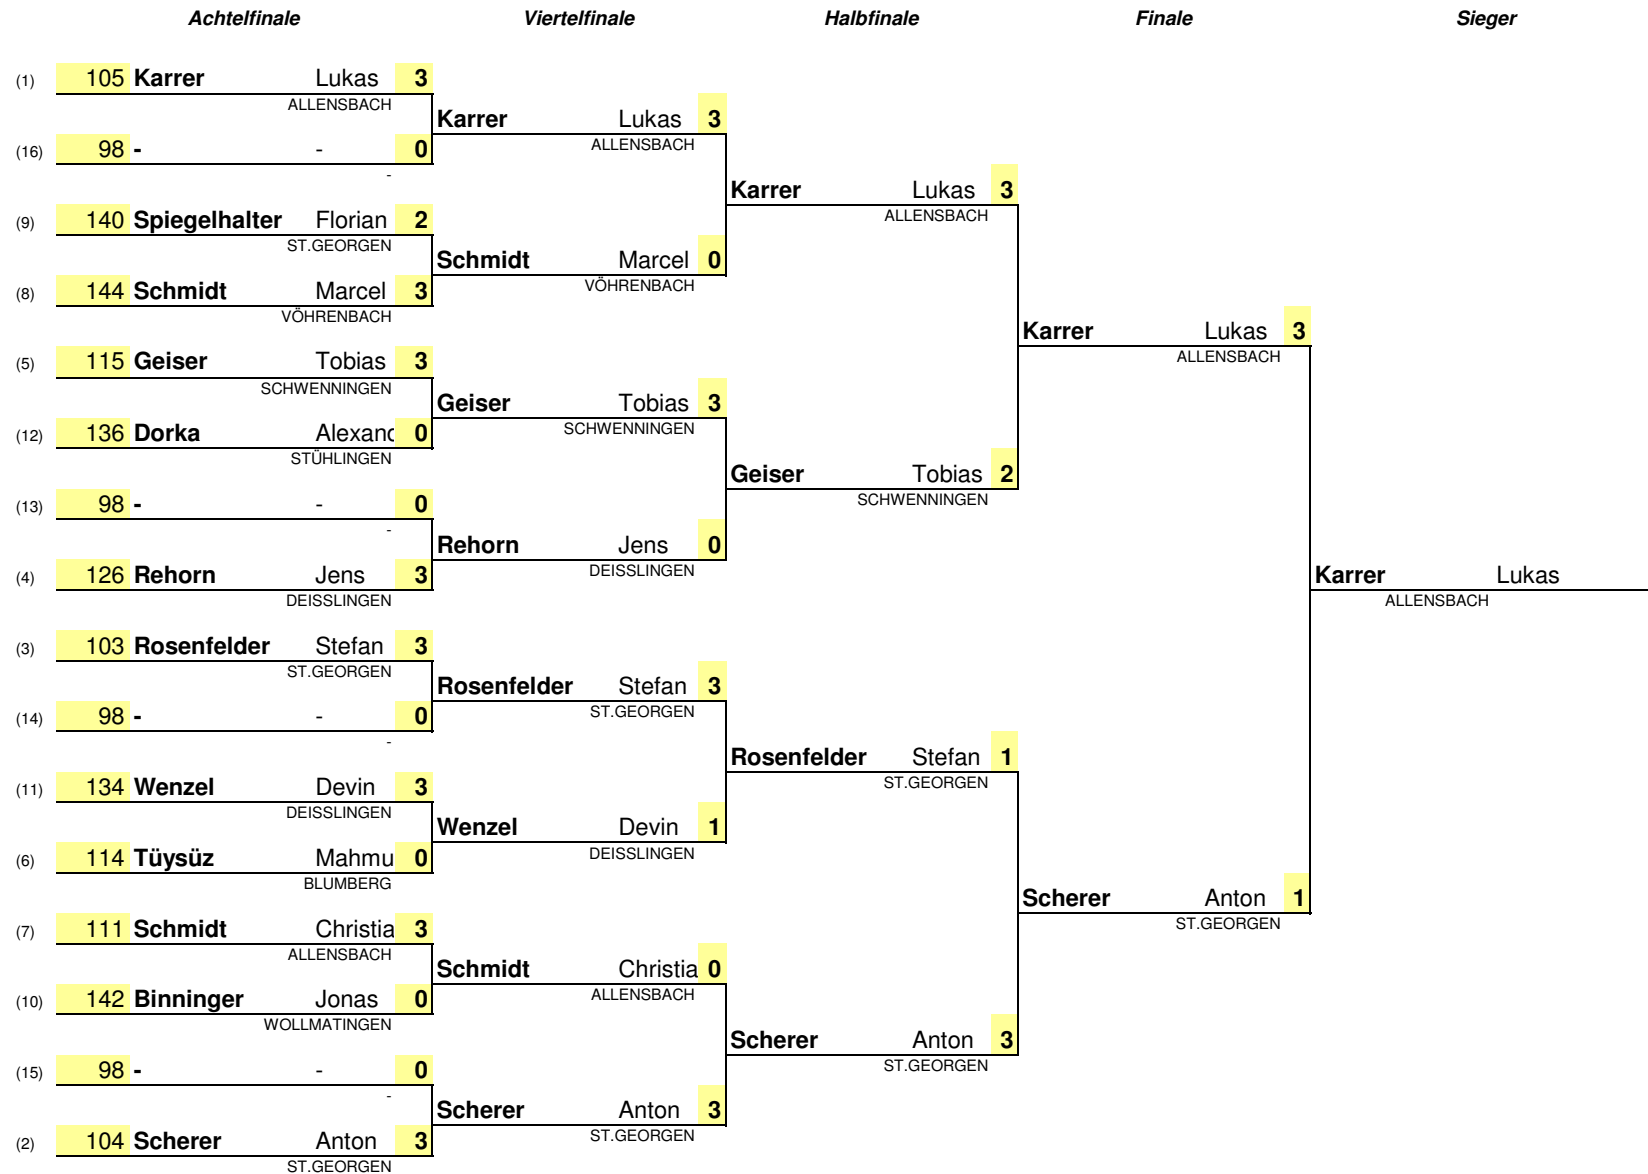 Achtelfinale Viertelfinale Halbfinale Finale Sieger
(1) 105 Karrer Lukas 3
ALLENSBACH
Karrer Lukas 3
ALLENSBACH
(16) 98 - - 0
-
Karrer Lukas 3
ALLENSBACH
(9) 140 Spiegelhalter Florian 2
ST.GEORGEN
Schmidt Marcel 0
VÖHRENBACH
(8) 144 Schmidt Marcel 3
VÖHRENBACH
Karrer Lukas 3
ALLENSBACH
(5) 115 Geiser Tobias 3
SCHWENNINGEN
Geiser Tobias 3
SCHWENNINGEN
(12) 136 Dorka Alexand 0
STÜHLINGEN
Geiser Tobias 2
SCHWENNINGEN
(13) 98 - - 0
-
Rehorn Jens 0
DEISSLINGEN
(4) 126 Rehorn Jens 3
DEISSLINGEN
Karrer Lukas
ALLENSBACH
(3) 103 Rosenfelder Stefan 3
ST.GEORGEN
Rosenfelder Stefan 3
ST.GEORGEN
(14) 98 - - 0
-
Rosenfelder Stefan 1
ST.GEORGEN
(11) 134 Wenzel Devin 3
DEISSLINGEN
Wenzel Devin 1
DEISSLINGEN
(6) 114 Tüysüz Mahmu 0
BLUMBERG
Scherer Anton 1
ST.GEORGEN
(7) 111 Schmidt Christia 3
ALLENSBACH
Schmidt Christia 0
ALLENSBACH
(10) 142 Binninger Jonas 0
WOLLMATINGEN
Scherer Anton 3
ST.GEORGEN
(15) 98 - - 0
-
Scherer Anton 3
ST.GEORGEN
(2) 104 Scherer Anton 3
ST.GEORGEN